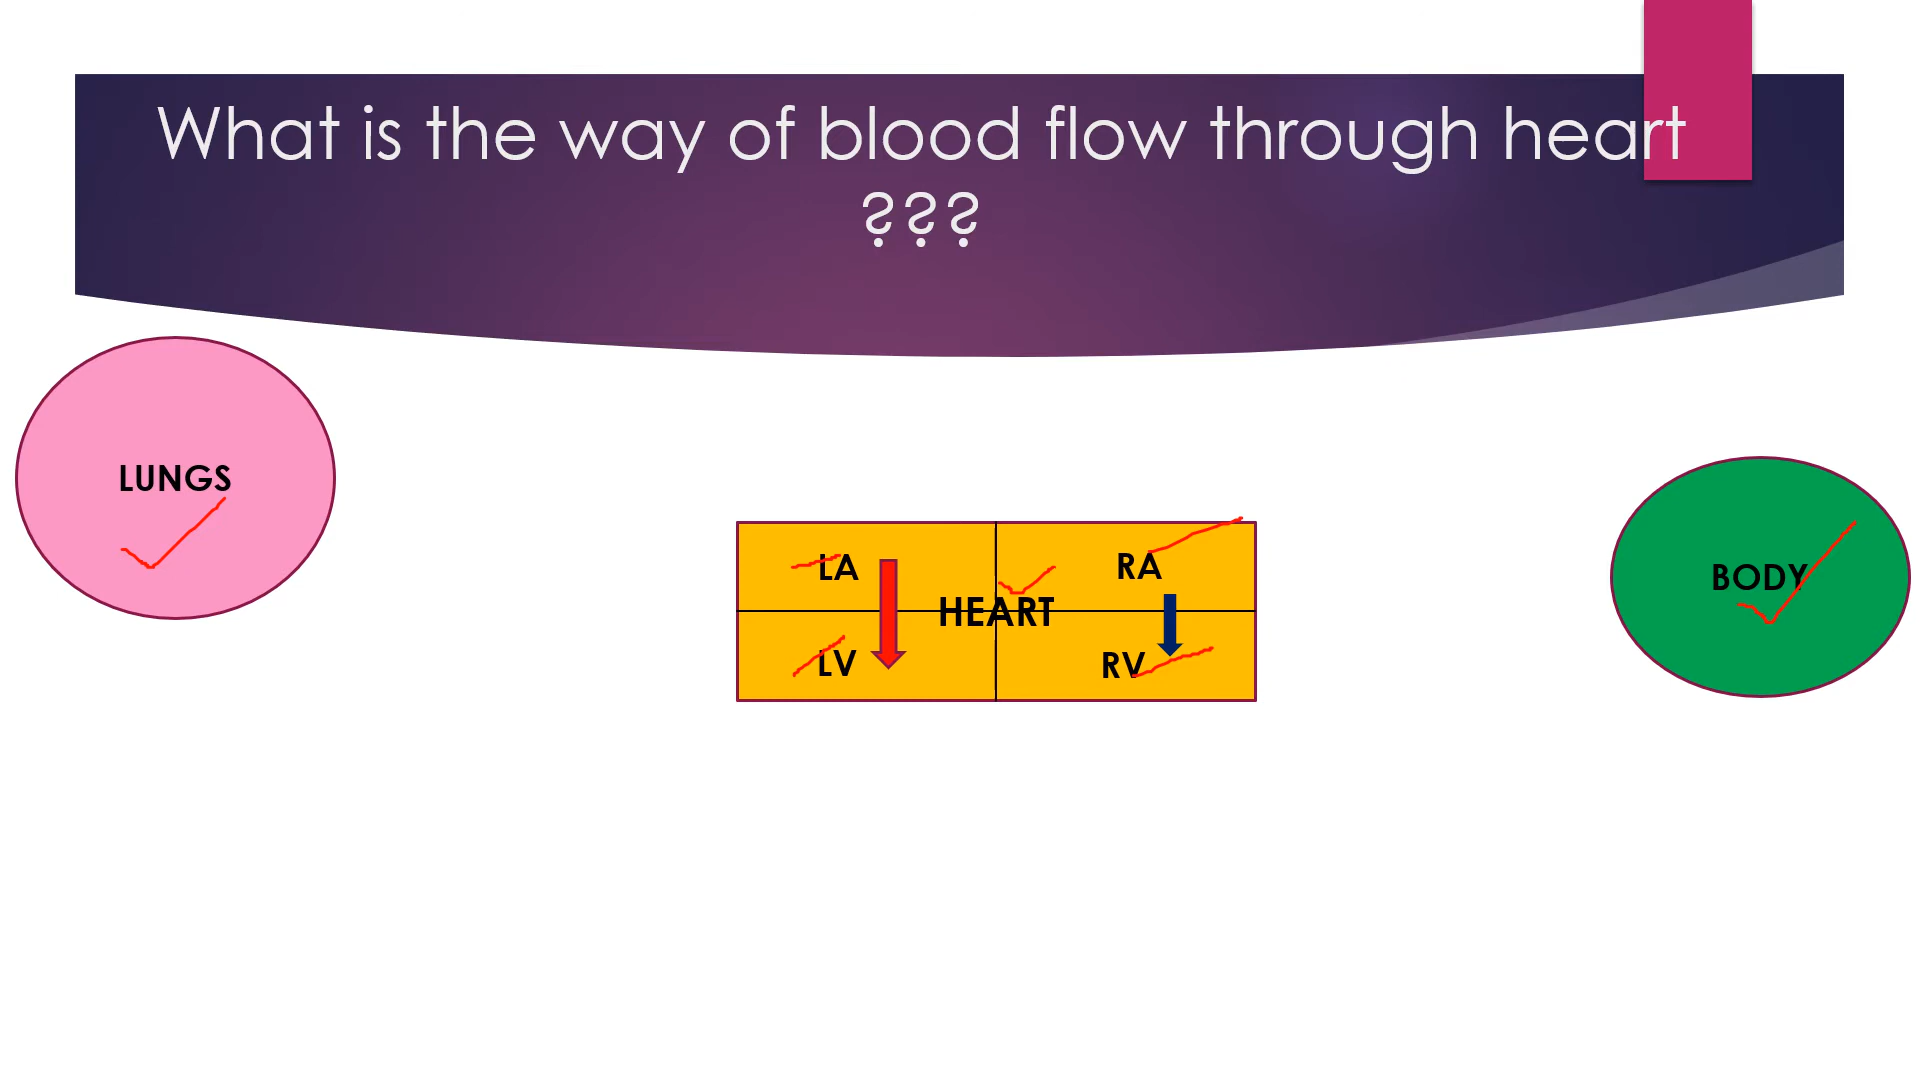 What is the way of blood flow through heart
???
LUNGS
LA
RA
HEART
LV
RV
BODY